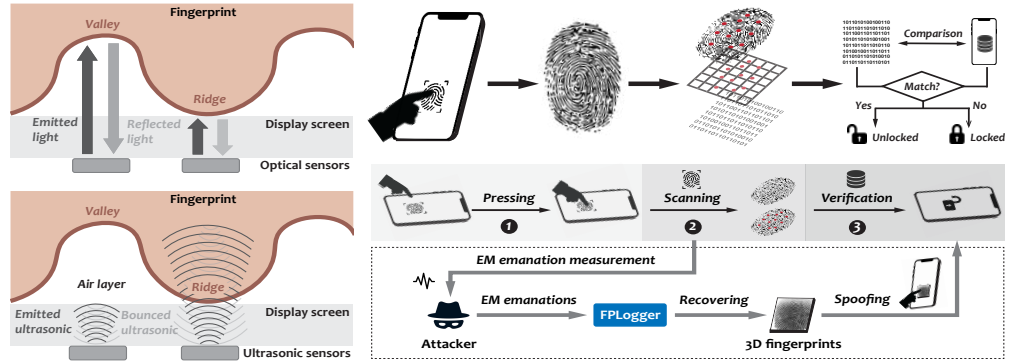 Fingerprint
Valley
Ridge
Emitted
light
Reflected
light
Display screen
Optical sensors
Fingerprint
Valley
Air layer
Ridge
Emitted
ultrasonic
Bounced
ultrasonic
Display screen
Ultrasonic sensors
Comparison
Match?
Yes
No
Unlocked
Locked
Pressing
1
Scanning
2
Verification
3
EM emanation measurement
Attacker
EM emanations
FPLogger
Recovering
3D fingerprints
Spoofing